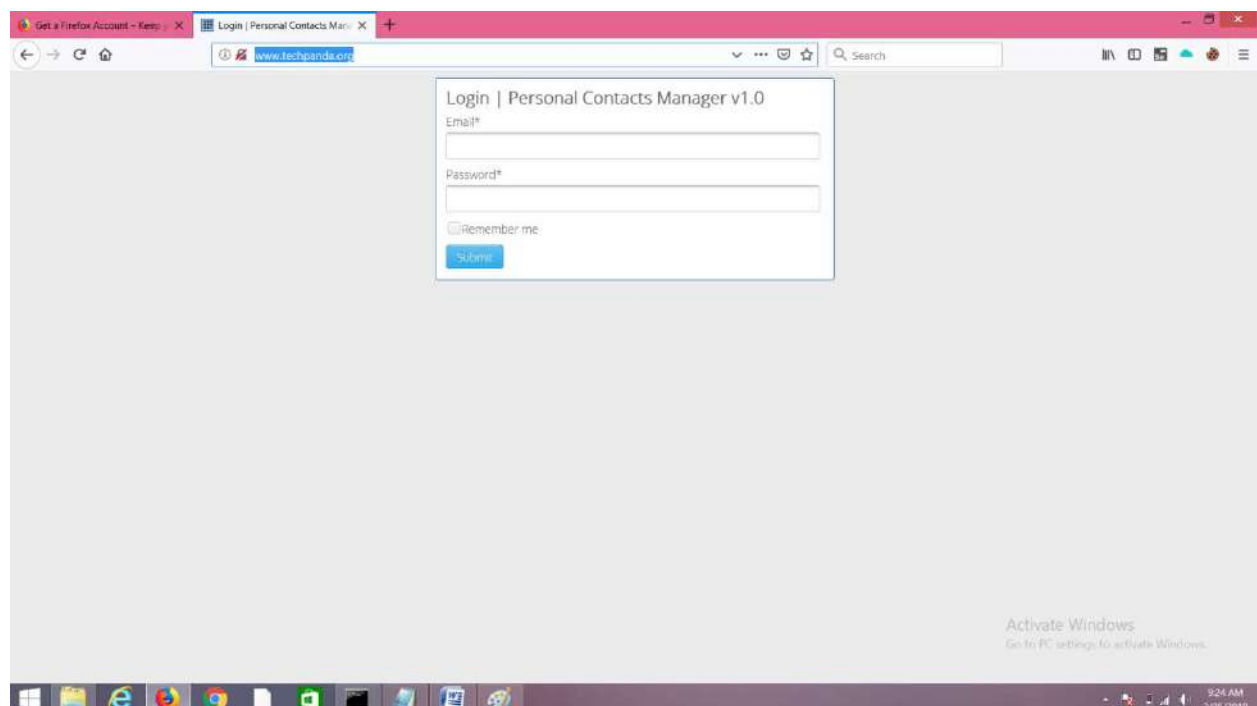 Get a Firefox Account – Keep y
Login | Personal Contacts Man
www.techpanda.org
Search
Login | Personal Contacts Manager v1.0
Email*
Password*
Remember me
Submit
Activate Windows
Go to PC settings to activate Windows.
9:24 AM